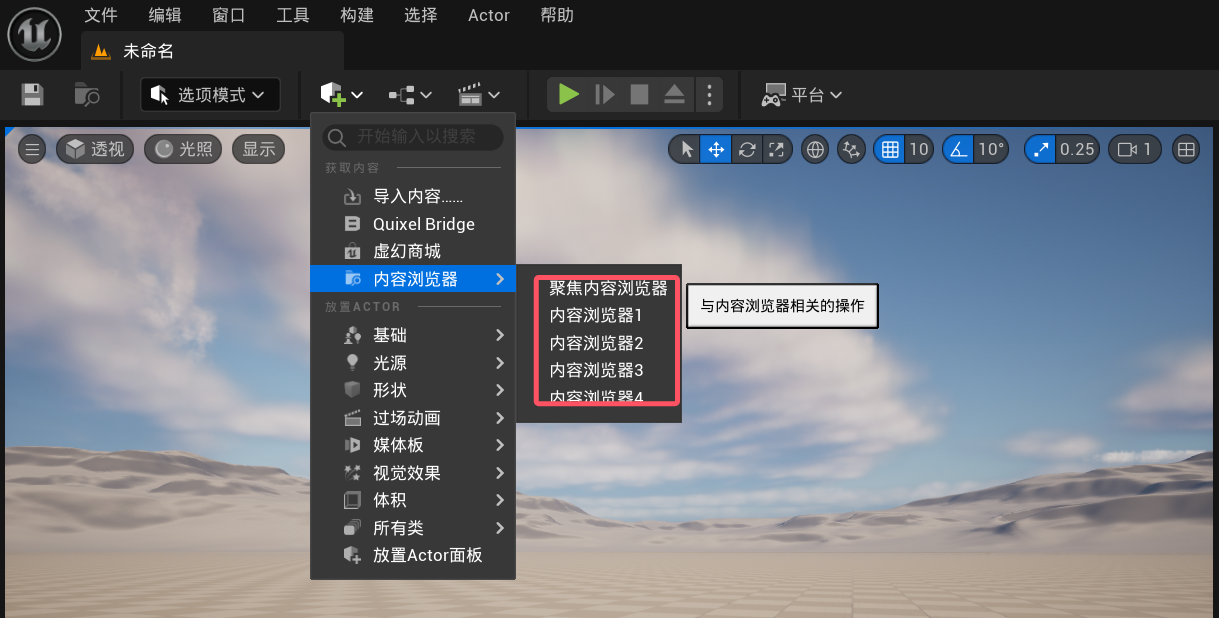 文件 编辑 窗口 工具 构建 选择 Actor 帮助
未命名
选项模式 平台
透视 光照 显示 10 10° 0.25 1
开始输入以搜索
获取内容
导入内容......
Quixel Bridge
虚幻商城
内容浏览器
聚焦内容浏览器
内容浏览器1
内容浏览器2
内容浏览器3
内容浏览器4
与内容浏览器相关的操作
放置ACTOR
基础
光源
形状
过场动画
媒体板
视觉效果
体积
所有类
放置Actor面板